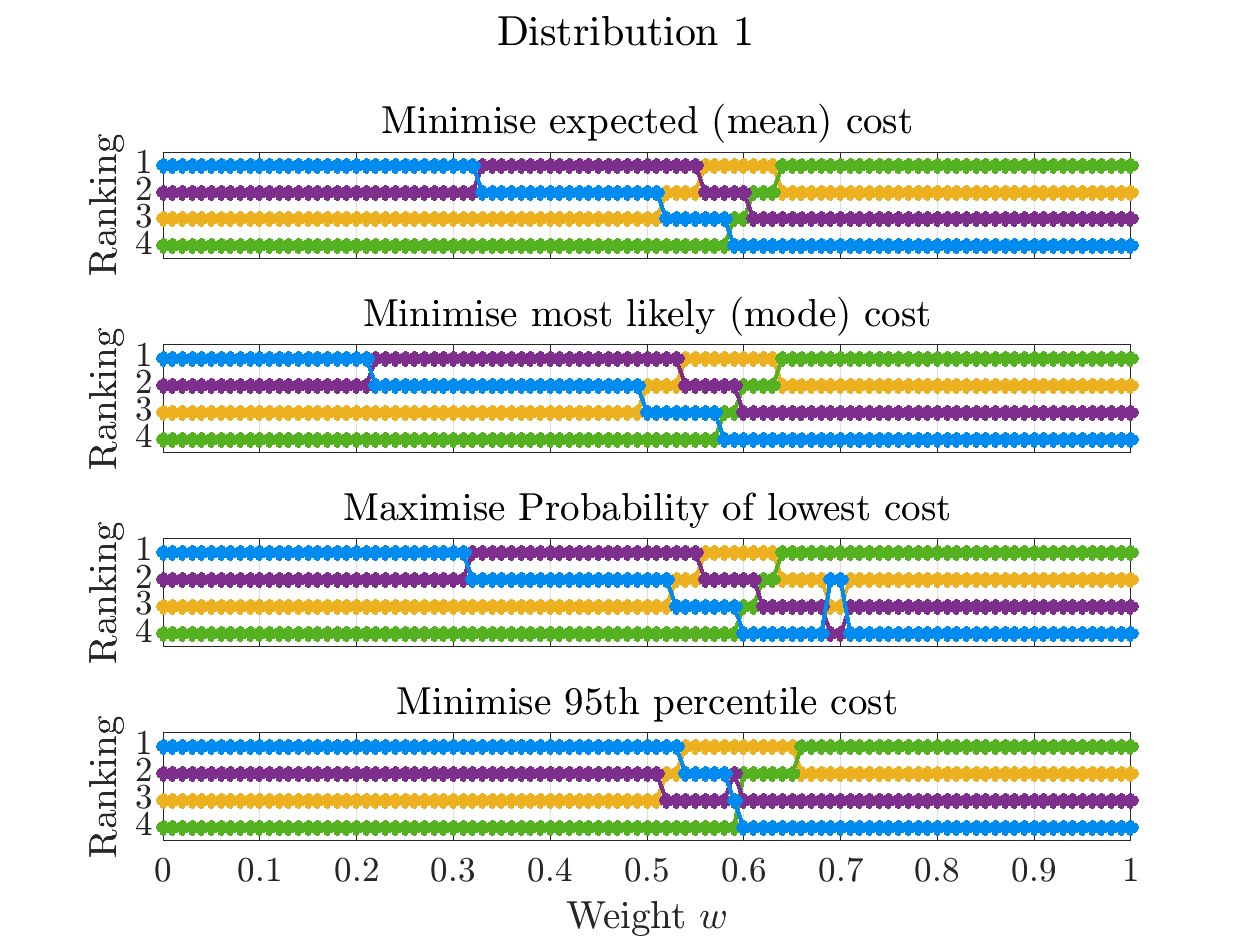 Distribution 1
Minimise expected (mean) cost
Ranking
1
2
3
4
Minimise most likely (mode) cost
Ranking
1
2
3
4
Maximise Probability of lowest cost
Ranking
1
2
3
4
Minimise 95th percentile cost
Ranking
1
2
3
4
0 0.1 0.2 0.3 0.4 0.5 0.6 0.7 0.8 0.9 1
Weight w